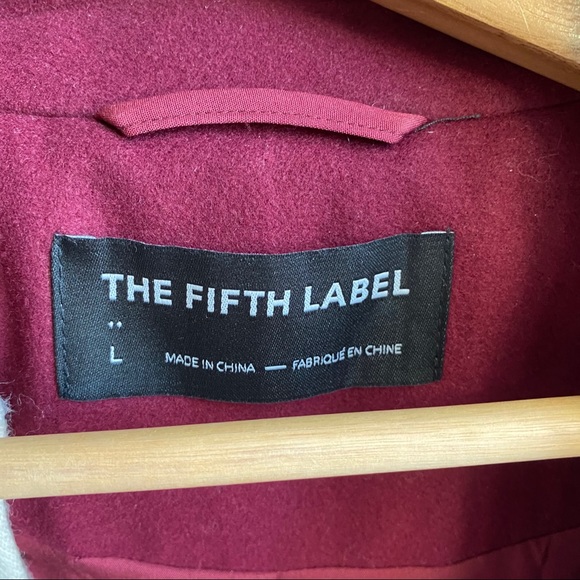 THE FIFTH LABEL
..
L MADE IN CHINA — FABRIQUÉ EN CHINE